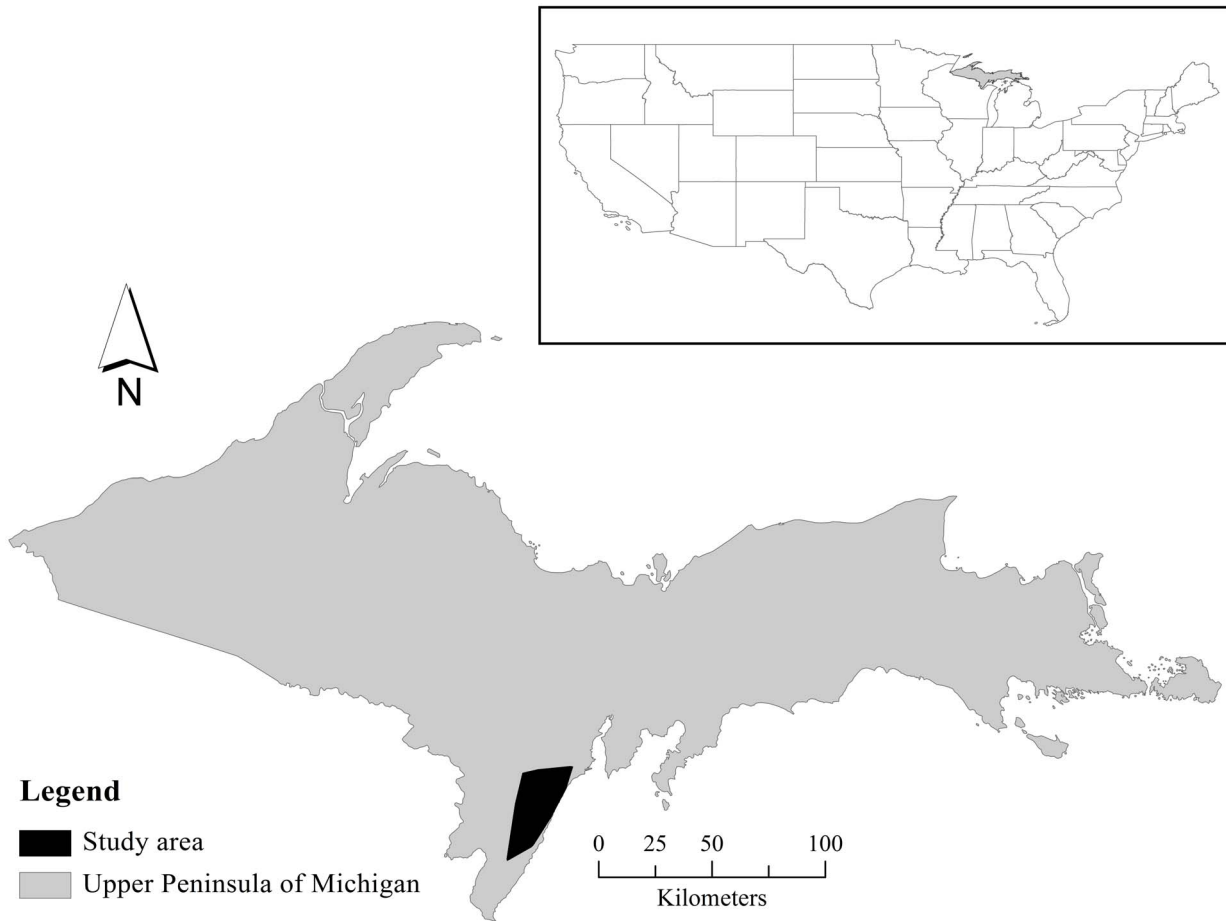 N
Legend
Study area
Upper Peninsula of Michigan
0 25 50 100
Kilometers